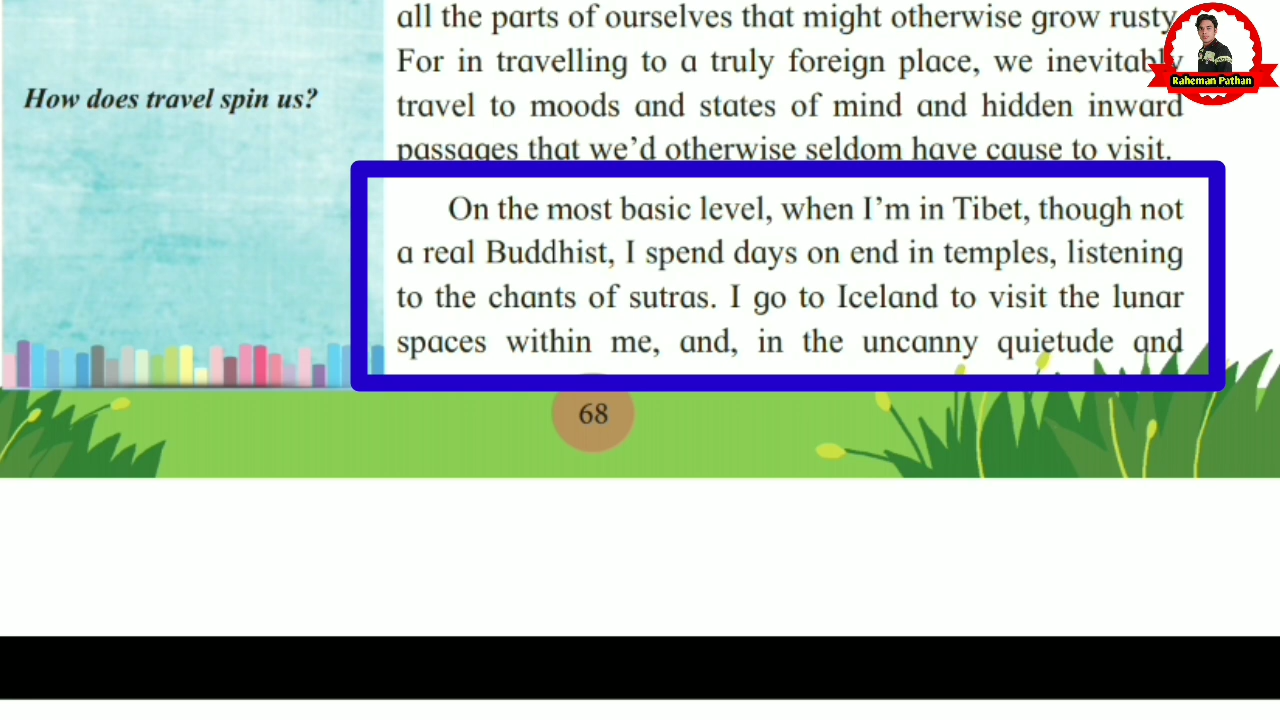 all the parts of ourselves that might otherwise grow rusty.
How does travel spin us?
For in travelling to a truly foreign place, we inevitably
travel to moods and states of mind and hidden inward
passages that we'd otherwise seldom have cause to visit.
On the most basic level, when I'm in Tibet, though not
a real Buddhist, I spend days on end in temples, listening
to the chants of sutras. I go to Iceland to visit the lunar
spaces within me, and, in the uncanny quietude and
68
Raheman Pathan